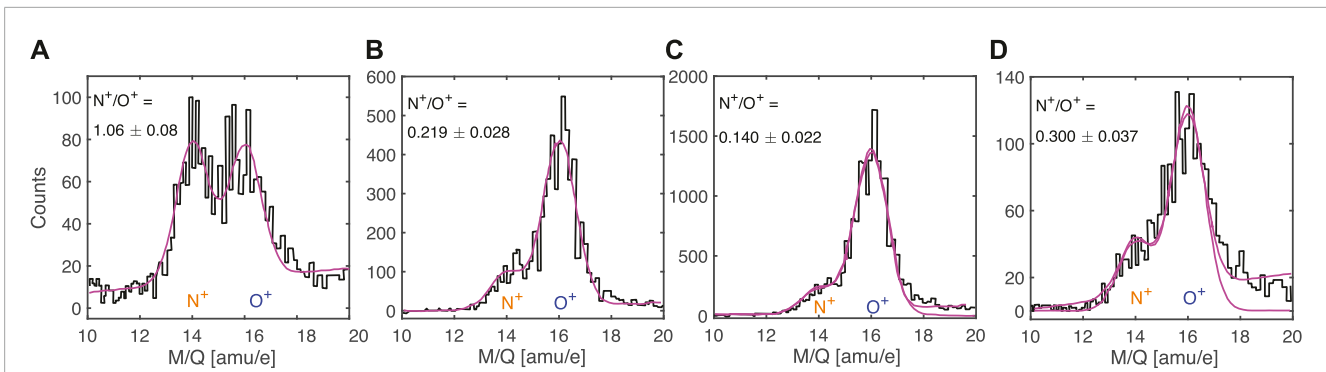 A
B
C
D
N⁺/O⁺ =
1.06 ± 0.08
N⁺/O⁺ =
0.219 ± 0.028
N⁺/O⁺ =
0.140 ± 0.022
N⁺/O⁺ =
0.300 ± 0.037
Counts
100
80
60
40
20
0
600
500
400
300
200
100
0
2000
1500
1000
500
0
140
100
60
20
0
N⁺
O⁺
N⁺
O⁺
N⁺
O⁺
N⁺
O⁺
10
12
14
16
18
20
10
12
14
16
18
20
10
12
14
16
18
20
10
12
14
16
18
20
M/Q [amu/e]
M/Q [amu/e]
M/Q [amu/e]
M/Q [amu/e]